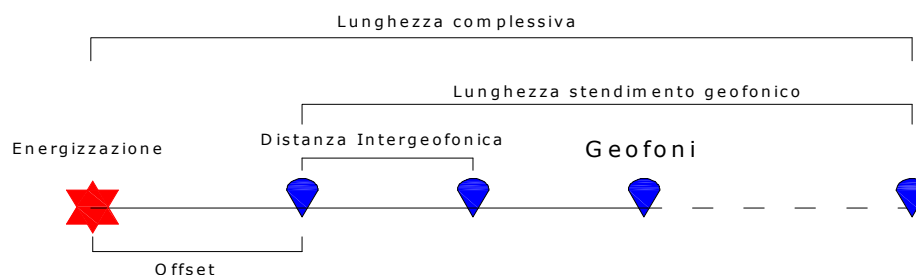 Lunghezza complessiva
Lunghezza stendimento geofonico
Distanza Intergeofonica
Energizzazione
Geofoni
Offset